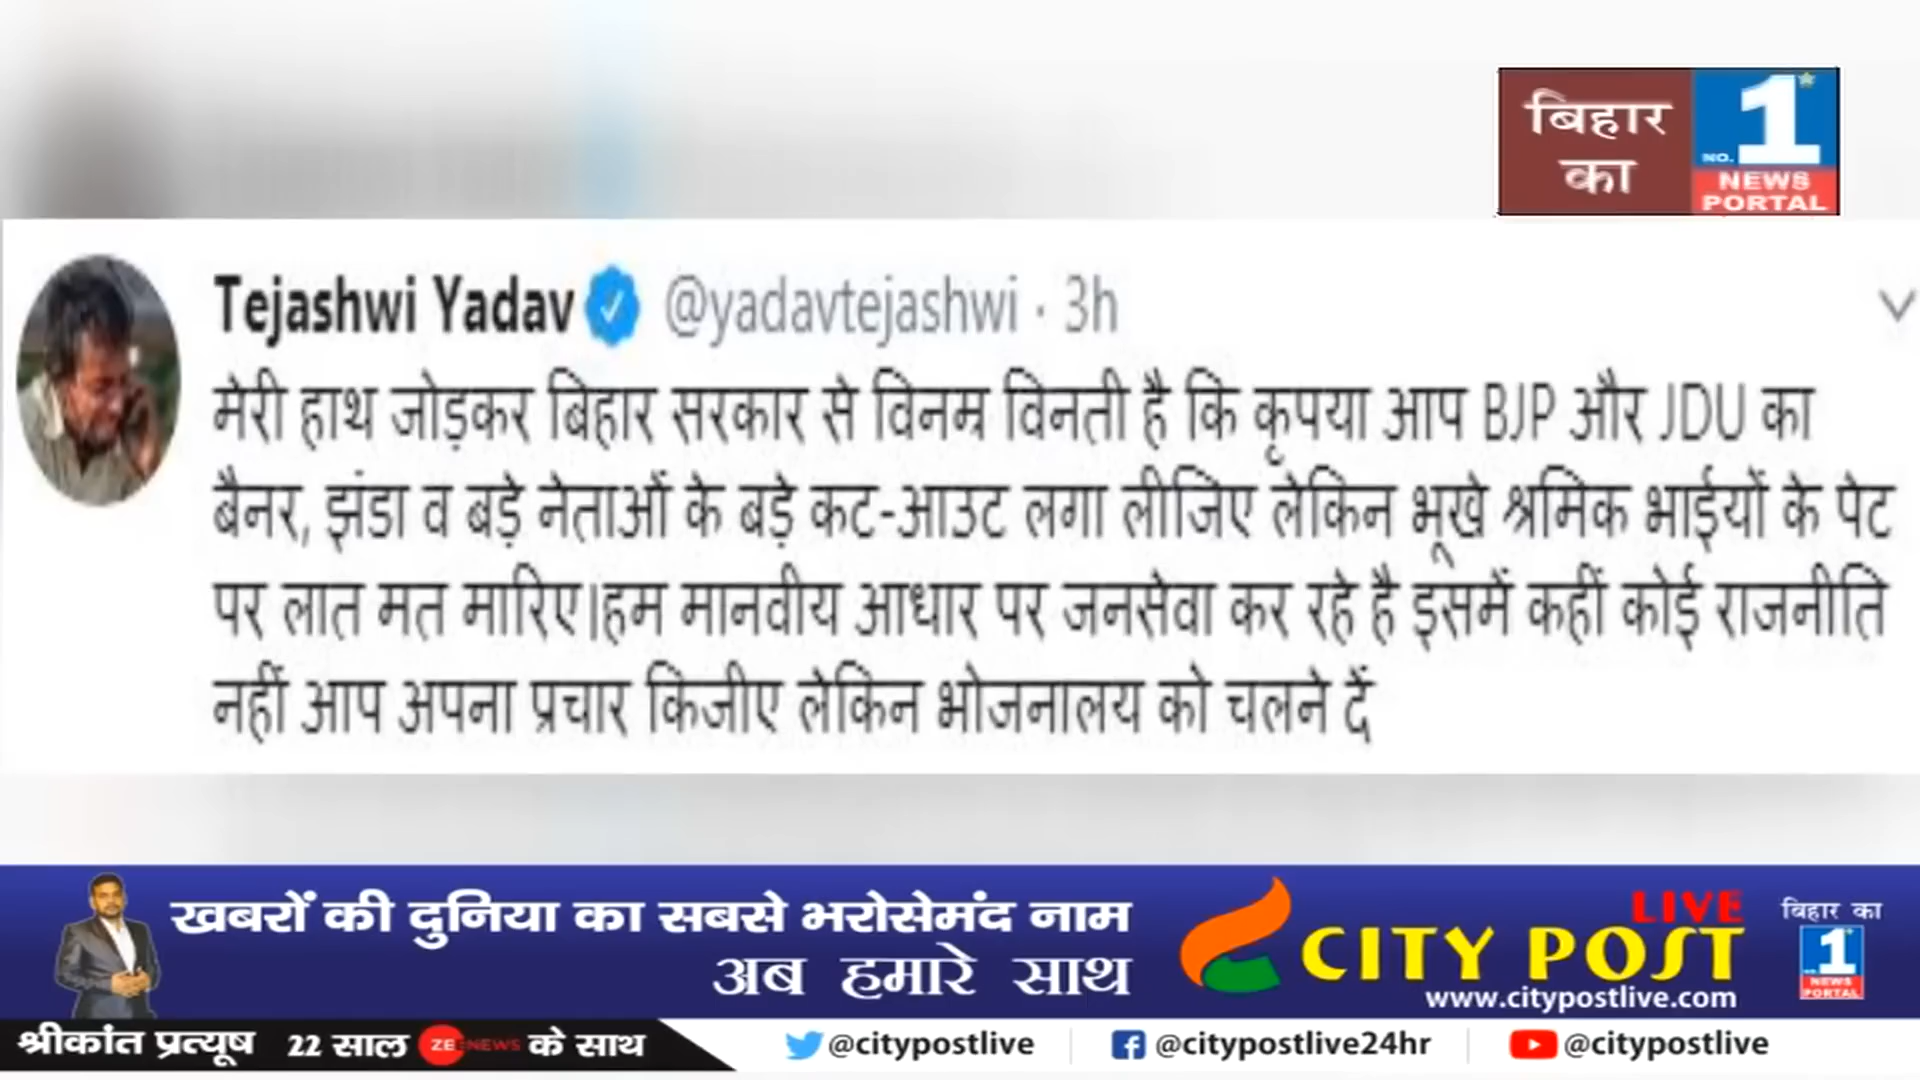 बिहार
का
NO. 1
NEWS
PORTAL
Tejashwi Yadav @yadavtejashwi · 3h
मेरी हाथ जोड़कर बिहार सरकार से विनम्र विनती है कि कृपया आप BJP और JDU का
बैनर, झंडा व बड़े नेताओं के बड़े कट-आउट लगा लीजिए लेकिन भूखे श्रमिक भाईयों के पेट
पर लात मत मारिए।हम मानवीय आधार पर जनसेवा कर रहे है इसमें कहीं कोई राजनीति
नहीं आप अपना प्रचार किजीए लेकिन भोजनालय को चलने दें
खबरों की दुनिया का सबसे भरोसेमंद नाम
अब हमारे साथ
LIVE
CITY POST
www.citypostlive.com
बिहार का
NO. 1
NEWS
PORTAL
श्रीकांत प्रत्यूष 22 साल ZEE NEWS के साथ
@citypostlive
@citypostlive24hr
@citypostlive